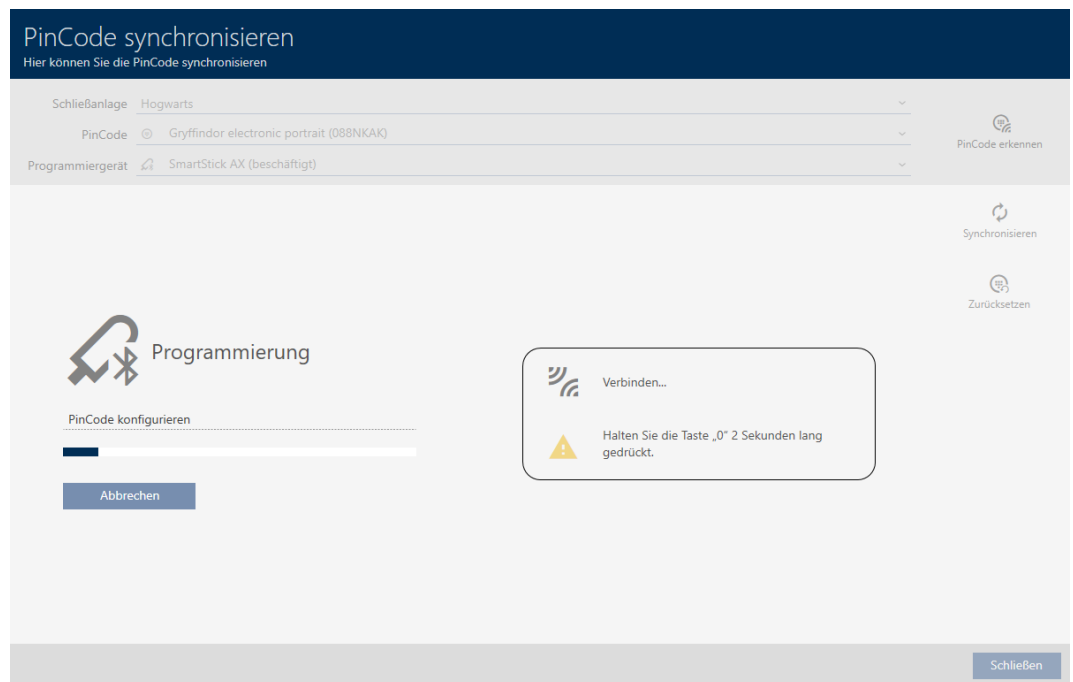 PinCode synchronisieren
Hier können Sie die PinCode synchronisieren
Schließanlage Hogwarts
PinCode Gryffindor electronic portrait (088NKAK)
Programmiergerät SmartStick AX (beschäftigt)
PinCode erkennen
Synchronisieren
Zurücksetzen
Programmierung
PinCode konfigurieren
Abbrechen
Verbinden...
Halten Sie die Taste „0" 2 Sekunden lang
gedrückt.
Schließen